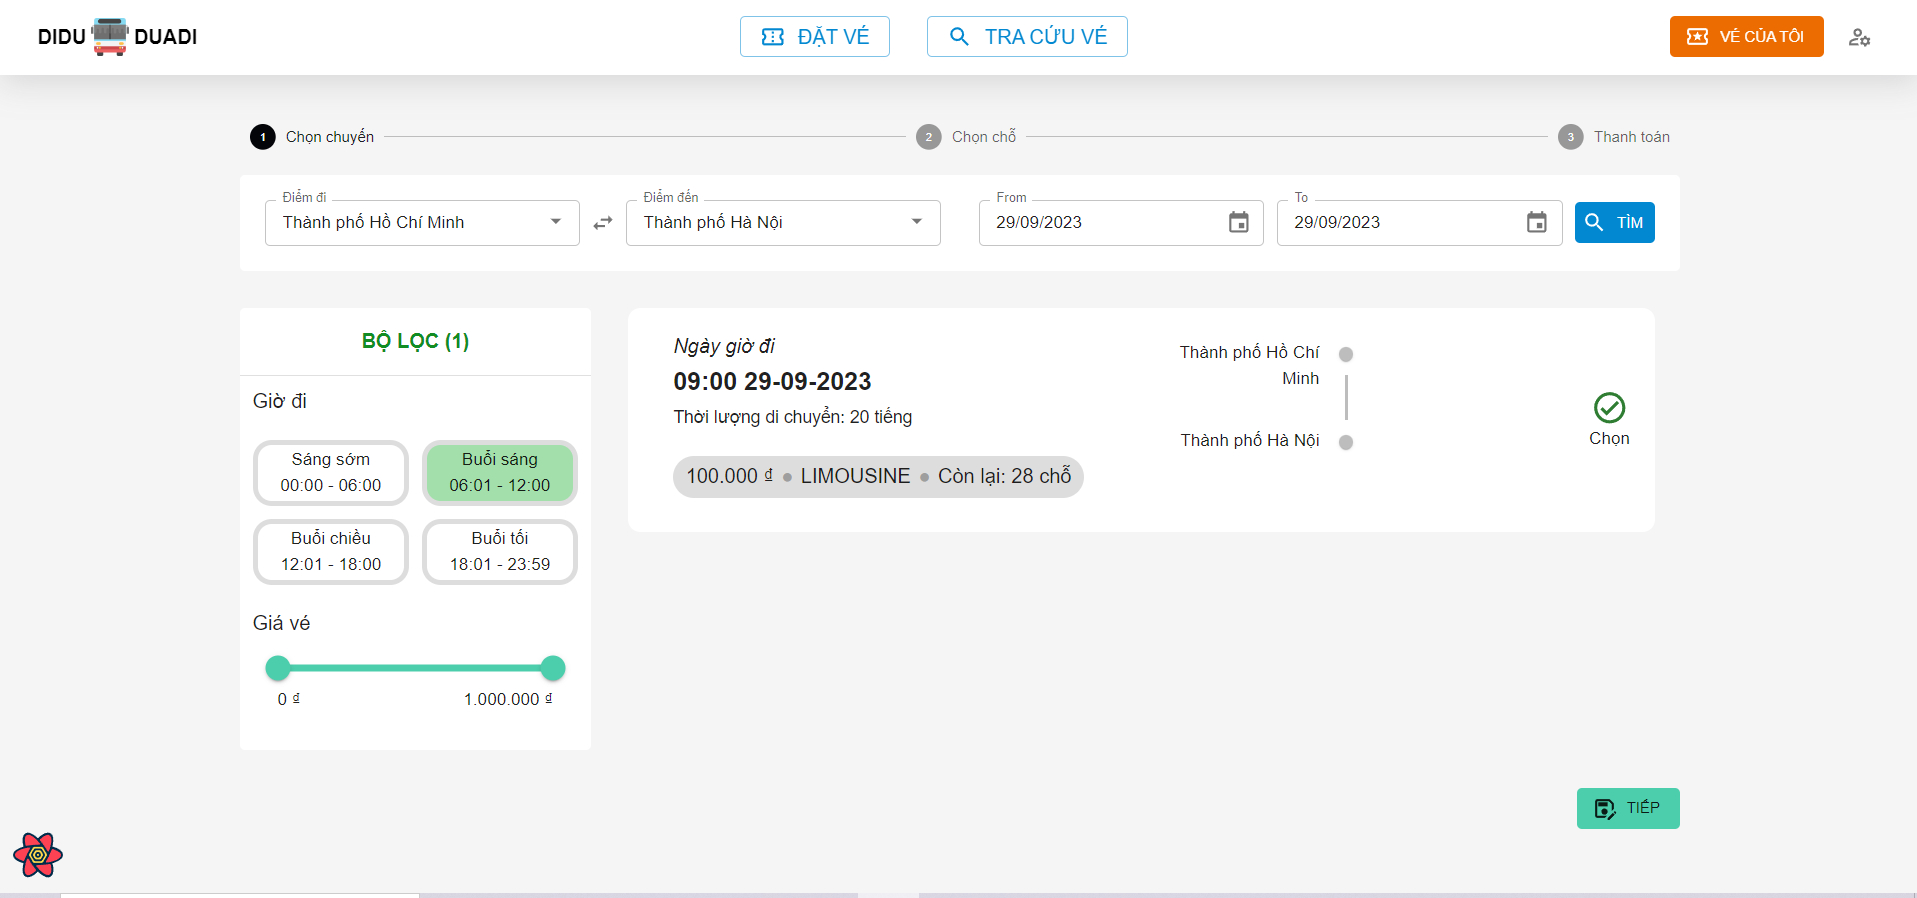 DIDU DUADI
ĐẶT VÉ
TRA CỨU VÉ
VÉ CỦA TÔI
1 Chọn chuyến
2 Chọn chỗ
3 Thanh toán
Điểm đi
Thành phố Hồ Chí Minh
Điểm đến
Thành phố Hà Nội
From
29/09/2023
To
29/09/2023
TÌM
BỘ LỌC (1)
Giờ đi
Sáng sớm
00:00 - 06:00
Buổi sáng
06:01 - 12:00
Buổi chiều
12:01 - 18:00
Buổi tối
18:01 - 23:59
Giá vé
0 ₫
1.000.000 ₫
Ngày giờ đi
09:00 29-09-2023
Thời lượng di chuyển: 20 tiếng
100.000 ₫ ● LIMOUSINE ● Còn lại: 28 chỗ
Thành phố Hồ Chí
Minh
Thành phố Hà Nội
Chọn
TIẾP